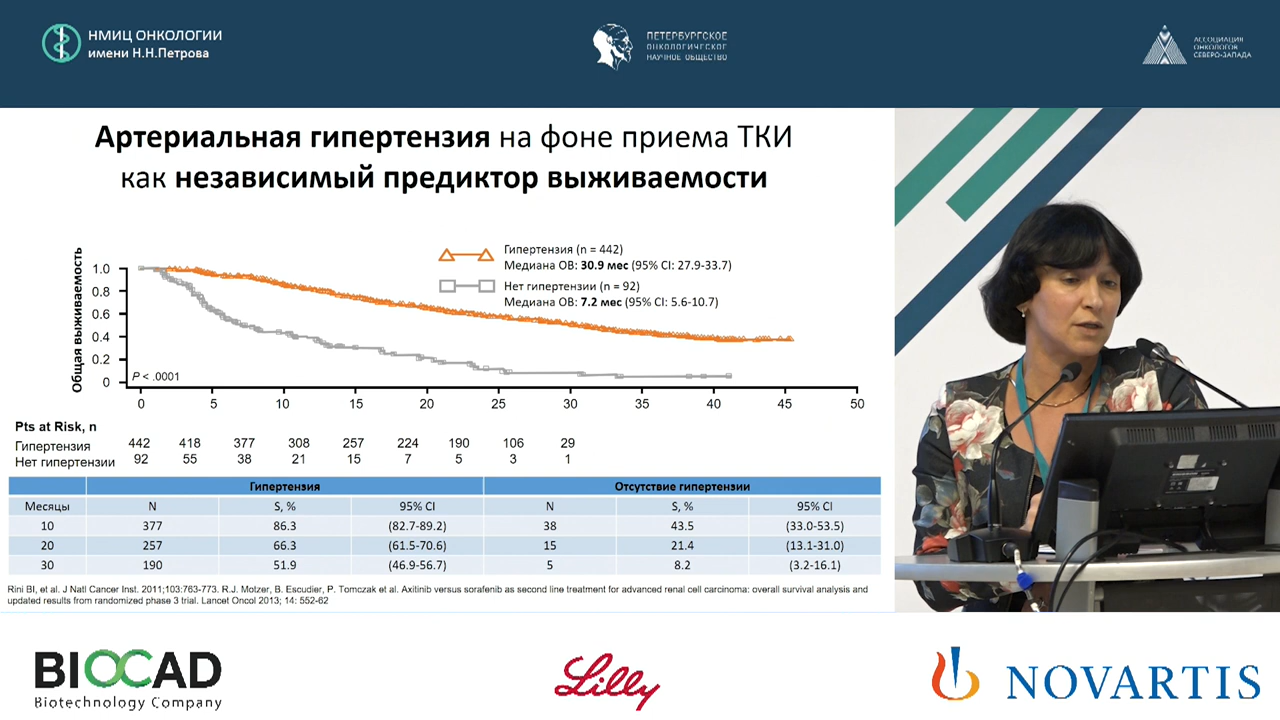 НМИЦ ОНКОЛОГИИ
имени Н.Н.Петрова
ПЕТЕРБУРГСКОЕ
ОНКОЛОГИЧЕСКОЕ
НАУЧНОЕ ОБЩЕСТВО
АССОЦИАЦИЯ
ОНКОЛОГОВ
СЕВЕРО-ЗАПАДА
Артериальная гипертензия на фоне приема ТКИ
как независимый предиктор выживаемости
Общая выживаемость
Гипертензия (n = 442)
Медиана ОВ: 30.9 мес (95% CI: 27.9-33.7)
Нет гипертензии (n = 92)
Медиана ОВ: 7.2 мес (95% CI: 5.6-10.7)
1.0
0.8
0.6
0.4
0.2
0
P < .0001
0 5 10 15 20 25 30 35 40 45 50
Pts at Risk, n
Гипертензия 442 418 377 308 257 224 190 106 29
Нет гипертензии 92 55 38 21 15 7 5 3 1
Гипертензия Отсутствие гипертензии
Месяцы N S, % 95% CI N S, % 95% CI
10 377 86.3 (82.7-89.2) 38 43.5 (33.0-53.5)
20 257 66.3 (61.5-70.6) 15 21.4 (13.1-31.0)
30 190 51.9 (46.9-56.7) 5 8.2 (3.2-16.1)
Rini BI, et al. J Natl Cancer Inst. 2011;103:763-773. R.J. Motzer, B. Escudier, P. Tomczak et al. Axitinib versus sorafenib as second line treatment for advanced renal cell carcinoma: overall survival analysis and
updated results from randomized phase 3 trial. Lancet Oncol 2013; 14: 552-62
BIOCAD
Biotechnology Company
Lilly
NOVARTIS